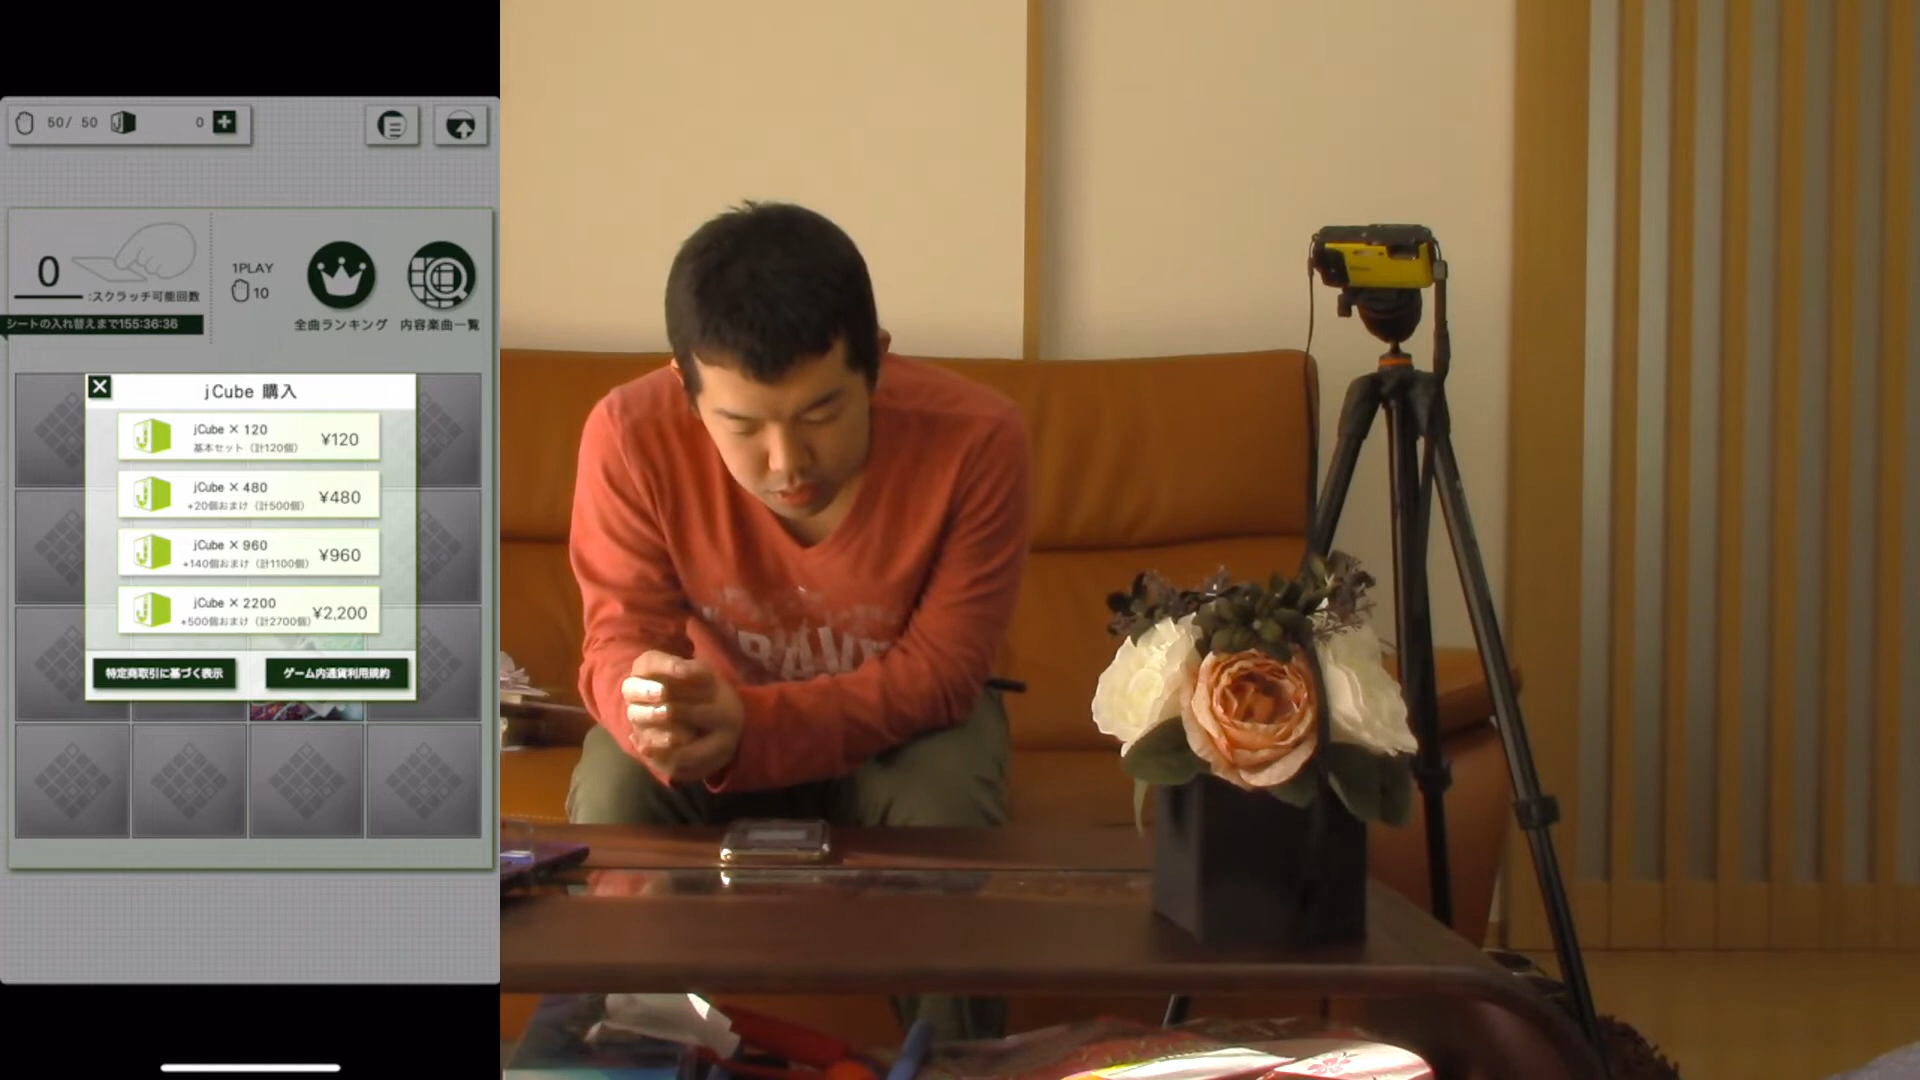 50/ 50
0
0
:スクラッチ可能回数
シートの入れ替えまで155:36:36
1PLAY
10
全曲ランキング
内容楽曲一覧
jCube 購入
jCube × 120
基本セット（計120個）
¥120
jCube × 480
+20個おまけ（計500個）
¥480
jCube × 960
+140個おまけ（計1100個）
¥960
jCube × 2200
+500個おまけ（計2700個）
¥2,200
特定商取引に基づく表示
ゲーム内通貨利用規約